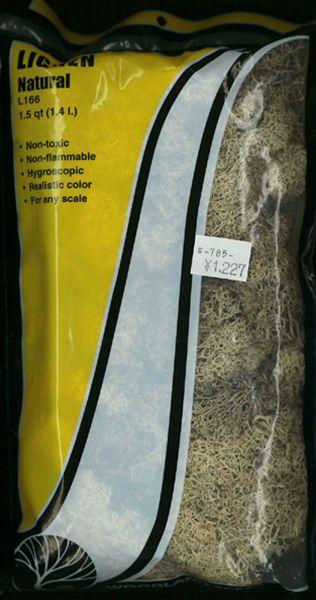 LICHEN
Natural
L166
1.5 qt (1.4 l.)
• Non-toxic
• Non-flammable
• Hygroscopic
• Realistic color
• For any scale
¥1,227